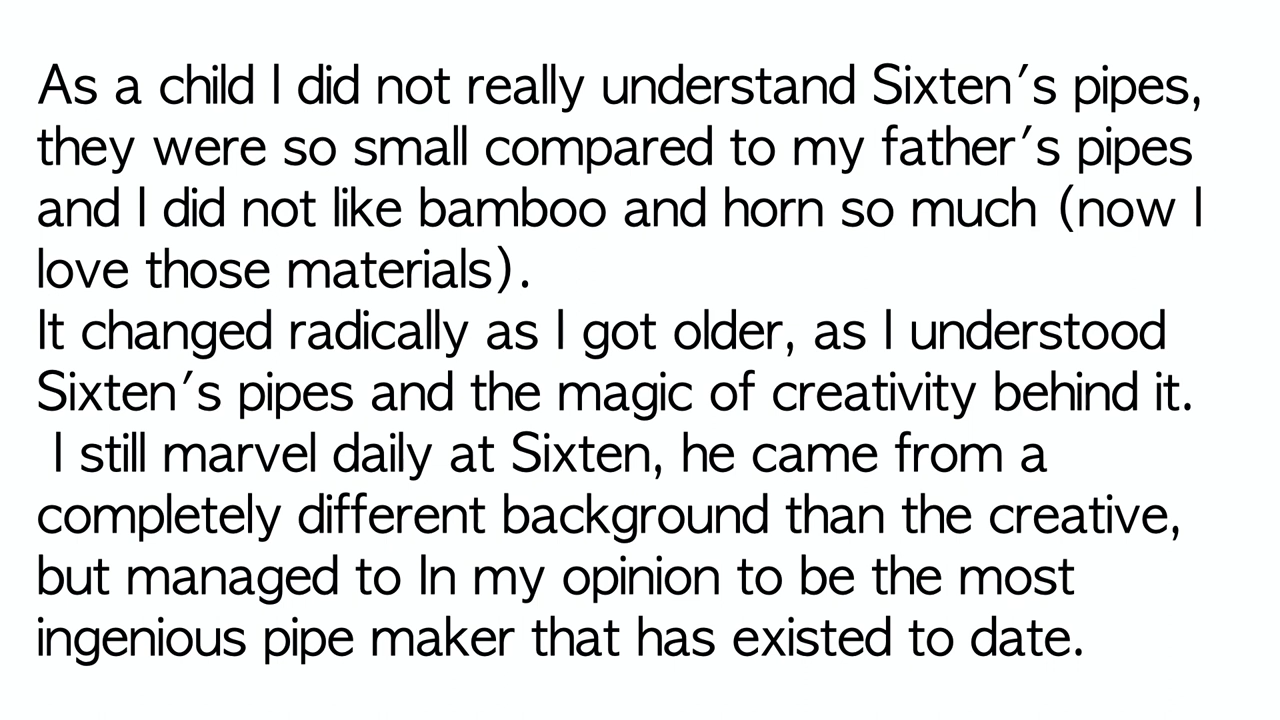 As a child I did not really understand Sixten′s pipes,
they were so small compared to my father′s pipes
and I did not like bamboo and horn so much (now I
love those materials).
It changed radically as I got older, as I understood
Sixten′s pipes and the magic of creativity behind it.
I still marvel daily at Sixten, he came from a
completely different background than the creative,
but managed to In my opinion to be the most
ingenious pipe maker that has existed to date.